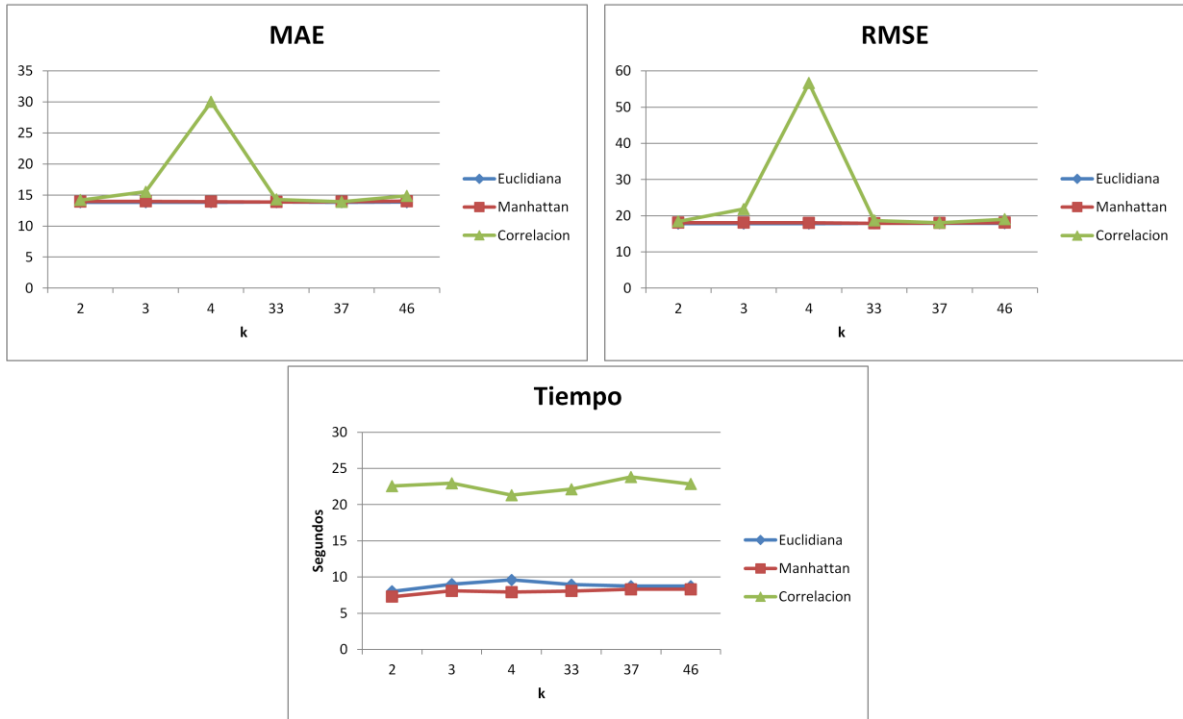 MAE
35
30
25
20
15
10
5
0
2 3 4 33 37 46
k
Euclidiana
Manhattan
Correlacion
RMSE
60
50
40
30
20
10
0
2 3 4 33 37 46
k
Euclidiana
Manhattan
Correlacion
Tiempo
Segundos
30
25
20
15
10
5
0
2 3 4 33 37 46
k
Euclidiana
Manhattan
Correlacion